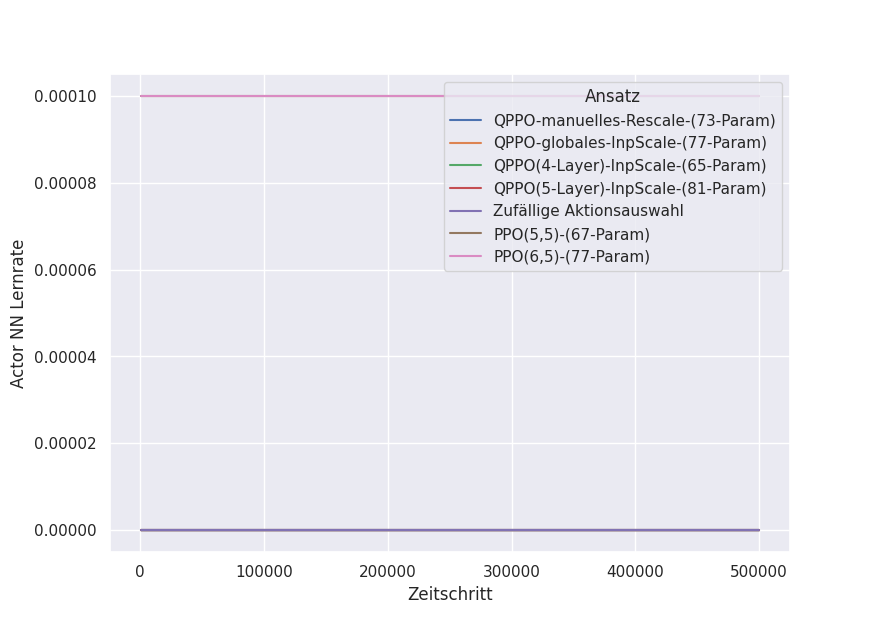 Actor NN Lernrate
0.00010
0.00008
0.00006
0.00004
0.00002
0.00000
Ansatz
QPPO-manuelles-Rescale-(73-Param)
QPPO-globales-InpScale-(77-Param)
QPPO(4-Layer)-InpScale-(65-Param)
QPPO(5-Layer)-InpScale-(81-Param)
Zufällige Aktionsauswahl
PPO(5,5)-(67-Param)
PPO(6,5)-(77-Param)
0 100000 200000 300000 400000 500000
Zeitschritt